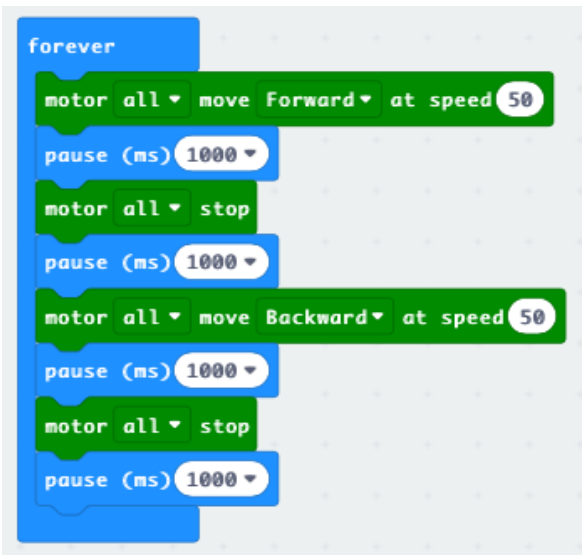 forever
motor all move Forward at speed 50
pause (ms) 1000
motor all stop
pause (ms) 1000
motor all move Backward at speed 50
pause (ms) 1000
motor all stop
pause (ms) 1000